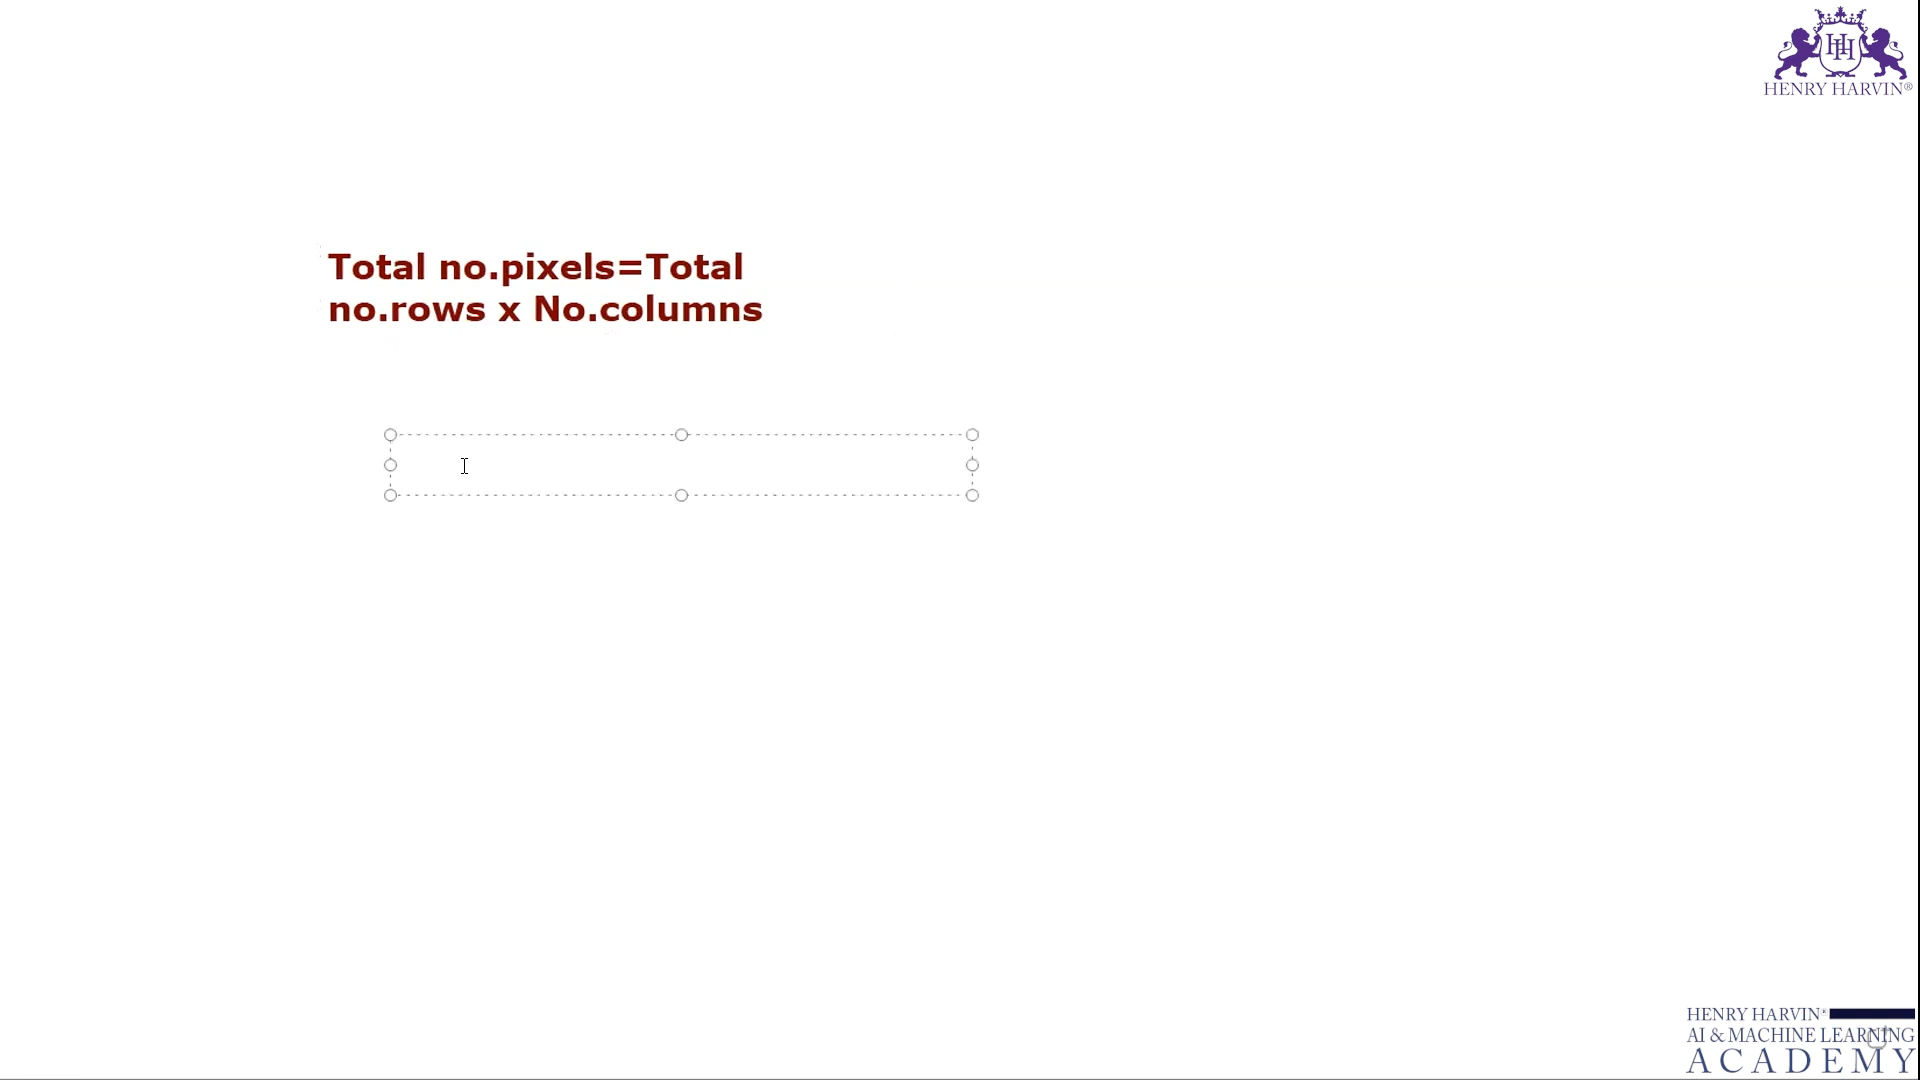 HENRY HARVIN®
Total no.pixels=Total
no.rows x No.columns
HENRY HARVIN®
AI & MACHINE LEARNING
ACADEMY